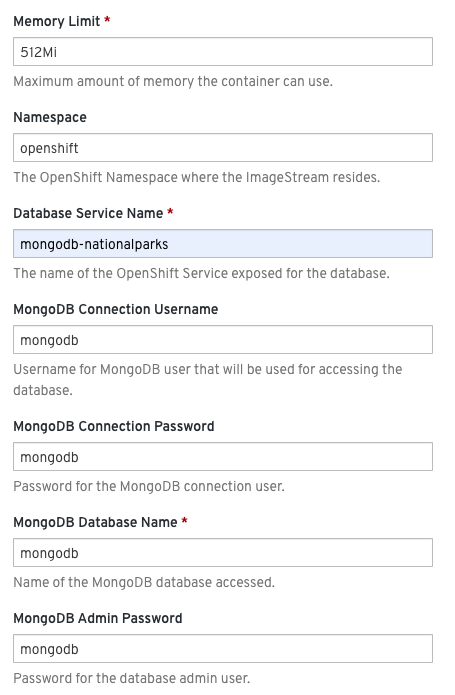 Memory Limit *
512Mi
Maximum amount of memory the container can use.
Namespace
openshift
The OpenShift Namespace where the ImageStream resides.
Database Service Name *
mongodb-nationalparks
The name of the OpenShift Service exposed for the database.
MongoDB Connection Username
mongodb
Username for MongoDB user that will be used for accessing the
database.
MongoDB Connection Password
mongodb
Password for the MongoDB connection user.
MongoDB Database Name *
mongodb
Name of the MongoDB database accessed.
MongoDB Admin Password
mongodb
Password for the database admin user.